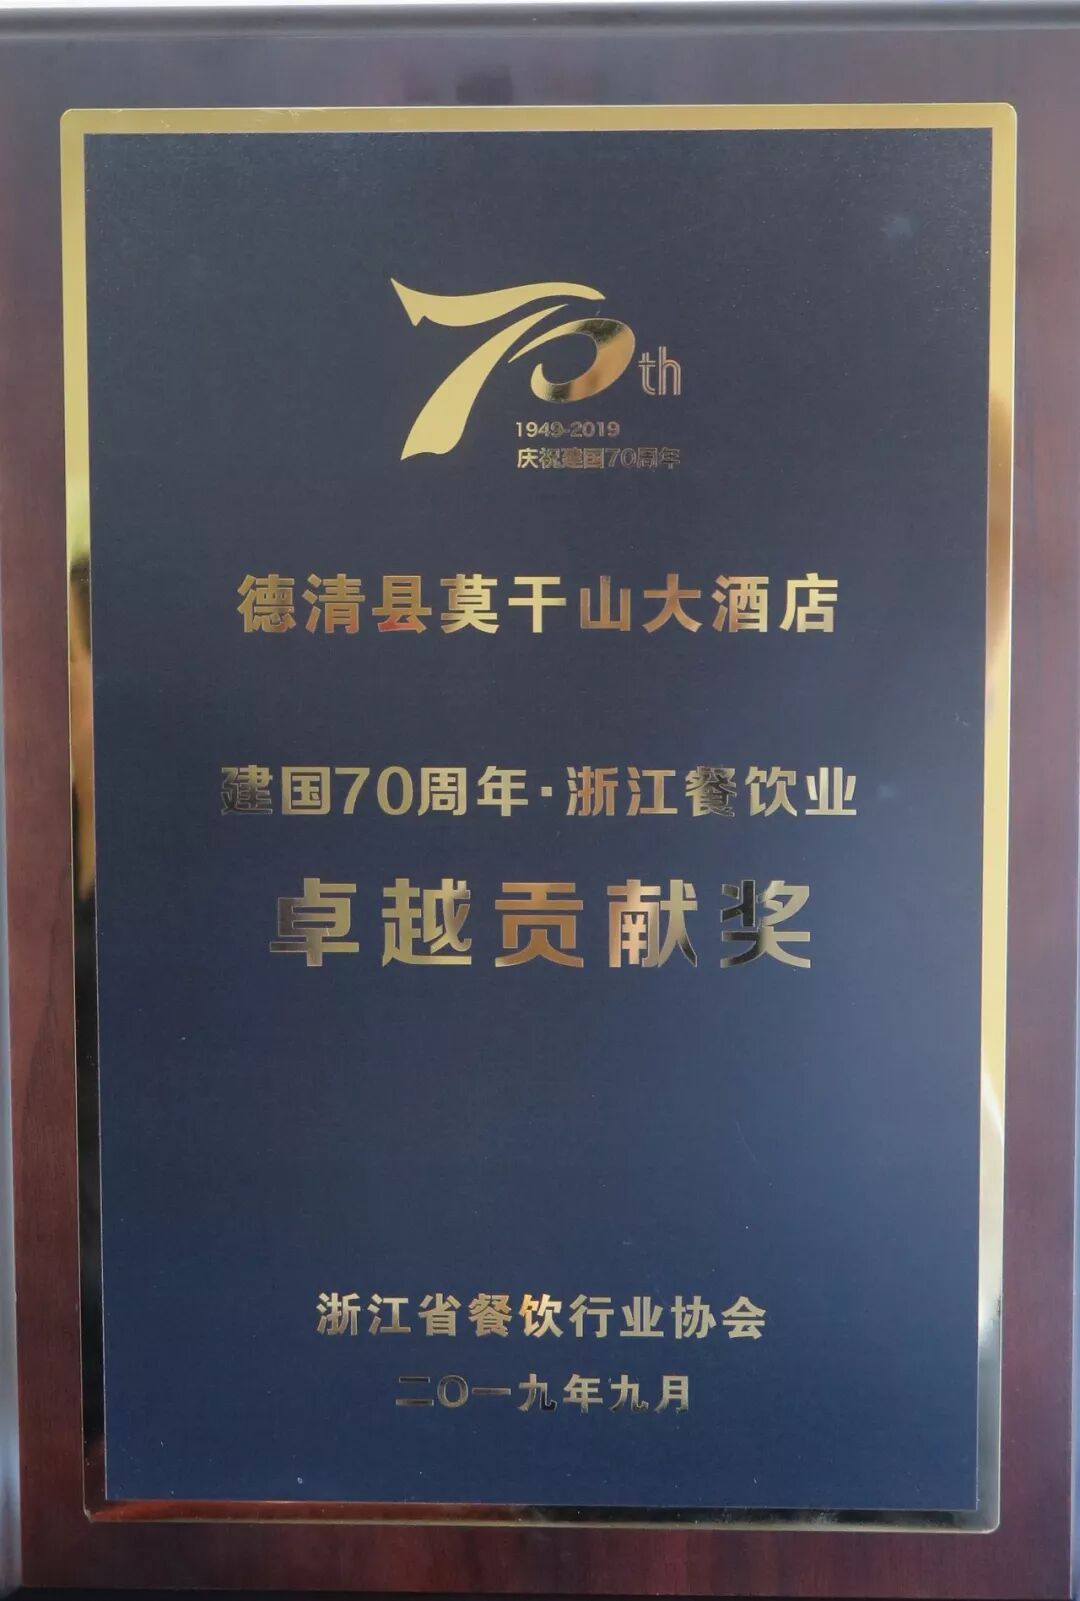 70th
1949-2019
庆祝建国70周年
德清县莫干山大酒店
建国70周年·浙江餐饮业
卓越贡献奖
浙江省餐饮行业协会
二〇一九年九月